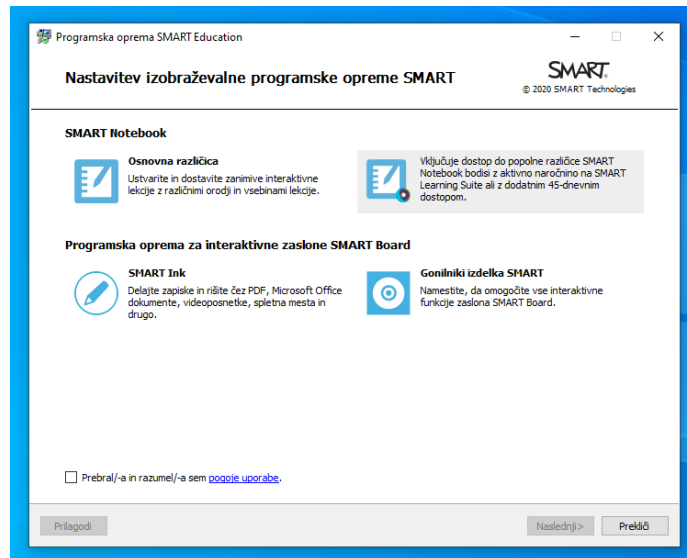 Programska oprema SMART Education
Nastavitev izobraževalne programske opreme SMART
SMART
© 2020 SMART Technologies
SMART Notebook
Osnovna različica
Ustvarite in dostavite zanimive interaktivne
lekcije z različnimi orodji in vsebinami lekcije.
Vključuje dostop do popolne različice SMART
Notebook bodisi z aktivno naročnino na SMART
Learning Suite ali z dodatnim 45-dnevnim
dostopom.
Programska oprema za interaktivne zaslone SMART Board
SMART Ink
Delajte zapiske in rišite čez PDF, Microsoft Office
dokumente, videoposnetke, spletna mesta in
drugo.
Gonilniki izdelka SMART
Namestite, da omogočite vse interaktivne
funkcije zaslona SMART Board.
Prebral/-a in razumel/-a sem pogoje uporabe.
Prilagodi
Naslednji>
Prekliči